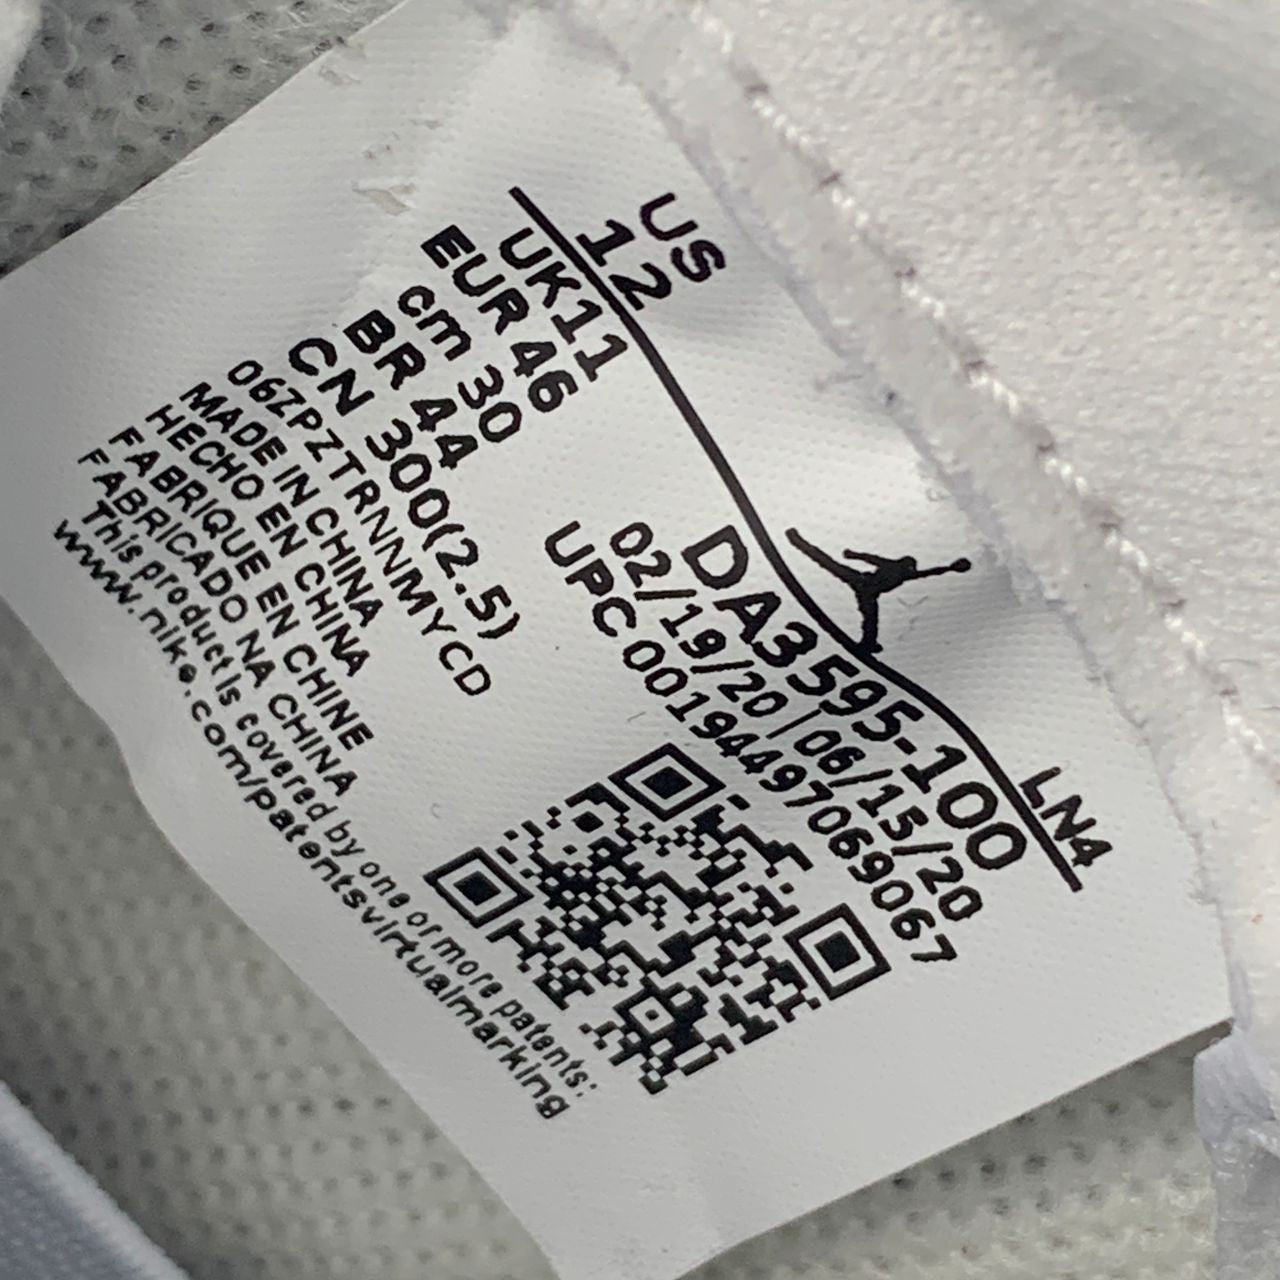 US
12
UK11
EUR 46
cm 30
BR 44
CN 300(2.5)
06ZPZTRNNMYCD
MADE IN CHINA
HECHO EN CHINA
FABRIQUE EN CHINE
FABRICADO NA CHINA
This product is covered by one or more patents:
www.nike.com/patentsvirtualmarking
LN4
DA3595-100
02/19/20 | 06/15/20
UPC 00194497069067